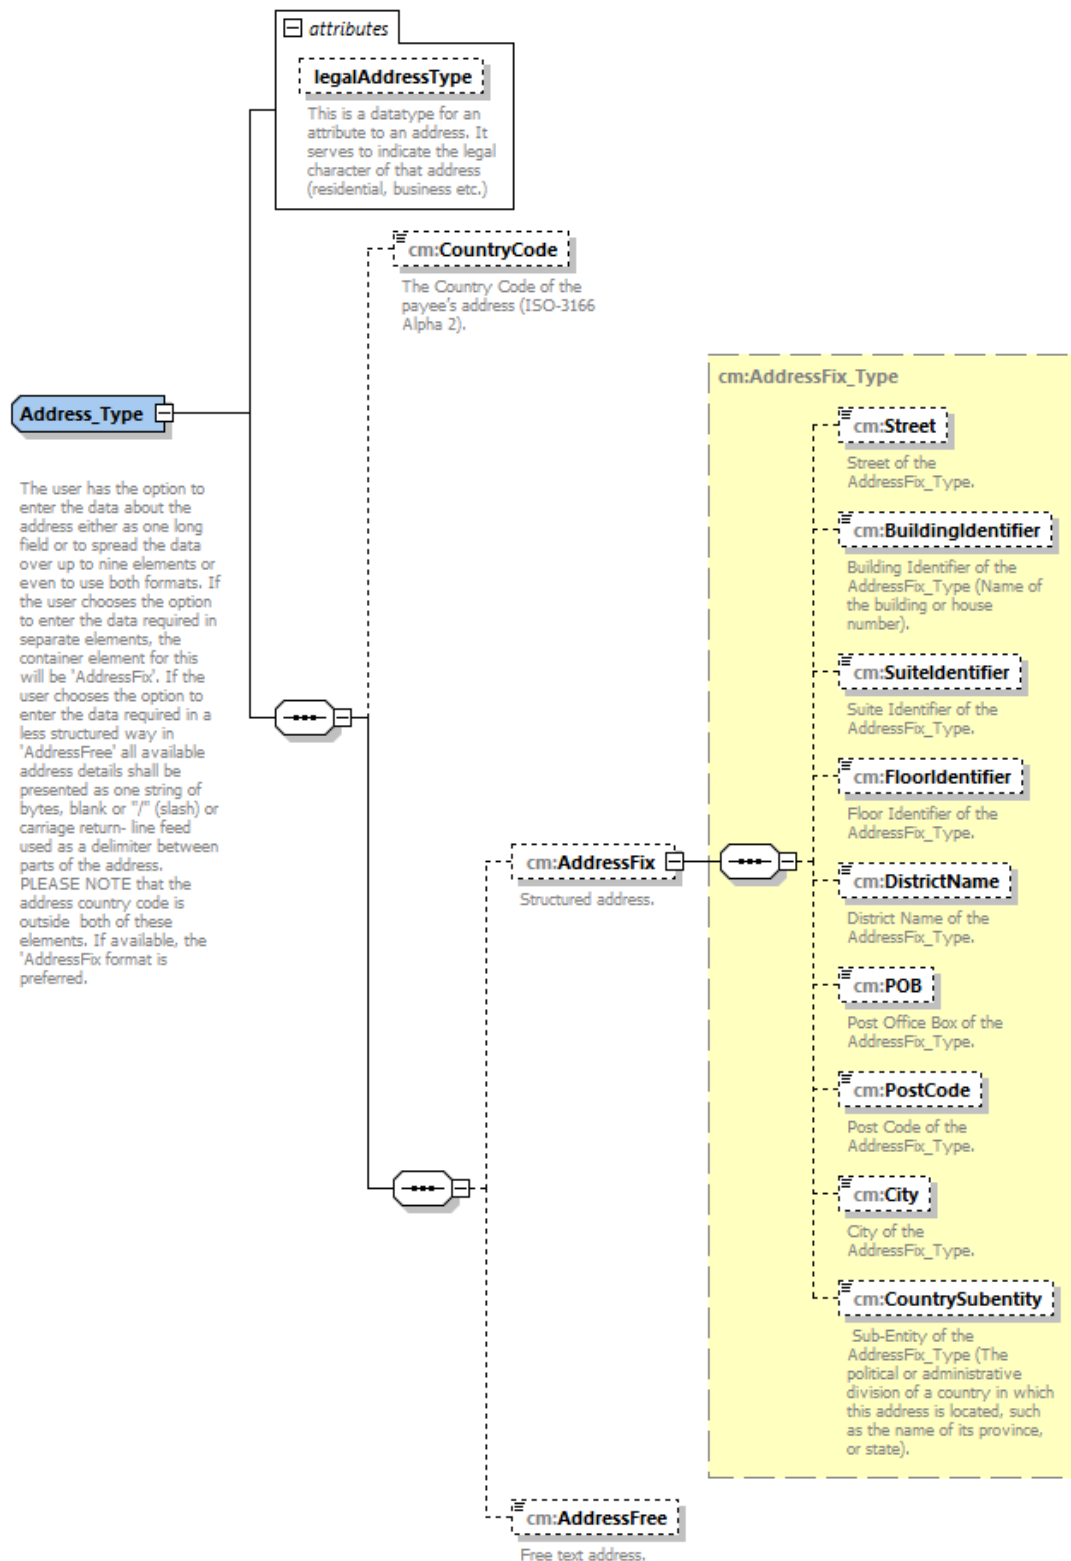 attributes
legalAddressType
This is a datatype for an
attribute to an address. It
serves to indicate the legal
character of that address
(residential, business etc.)
cm:CountryCode
The Country Code of the
payee's address (ISO-3166
Alpha 2).
Address_Type
The user has the option to
enter the data about the
address either as one long
field or to spread the data
over up to nine elements or
even to use both formats. If
the user chooses the option
to enter the data required in
separate elements, the
container element for this
will be 'AddressFix'. If the
user chooses the option to
enter the data required in a
less structured way in
'AddressFree' all available
address details shall be
presented as one string of
bytes, blank or "/" (slash) or
carriage return- line feed
used as a delimiter between
parts of the address.
PLEASE NOTE that the
address country code is
outside  both of these
elements. If available, the
'AddressFix format is
preferred.
cm:AddressFix
Structured address.
cm:AddressFix_Type
cm:Street
Street of the
AddressFix_Type.
cm:BuildingIdentifier
Building Identifier of the
AddressFix_Type (Name of
the building or house
number).
cm:SuiteIdentifier
Suite Identifier of the
AddressFix_Type.
cm:FloorIdentifier
Floor Identifier of the
AddressFix_Type.
cm:DistrictName
District Name of the
AddressFix_Type.
cm:POB
Post Office Box of the
AddressFix_Type.
cm:PostCode
Post Code of the
AddressFix_Type.
cm:City
City of the
AddressFix_Type.
cm:CountrySubentity
Sub-Entity of the
AddressFix_Type (The
political or administrative
division of a country in which
this address is located, such
as the name of its province,
or state).
cm:AddressFree
Free text address.